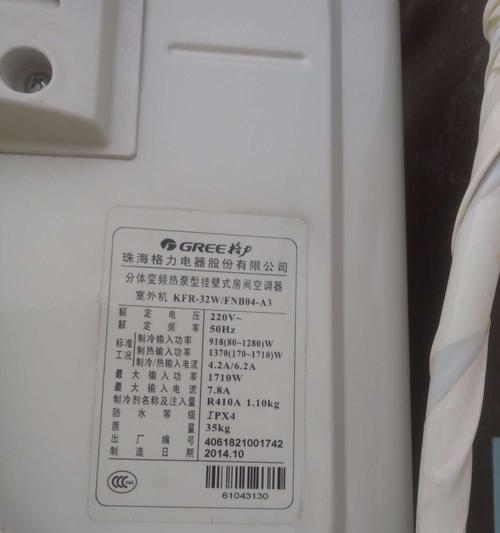 GREE格力
珠海格力电器股份有限公司
分体变频热泵型挂壁式房间空调器
室外机 KFR-32W/FNB04-A3
额定电压 220V~
额定频率 50Hz
标准工况
制冷输入功率 918(80~1280)W
制热输入功率 1370(170~1710)W
制冷/热输入电流 4.2A/6.2A
最大输入功率 1710W
最大输入电流 7.8A
制冷剂名称及注入量 R410A 1.10kg
防水等级 IPX4
质量 35kg
出厂编号 4061821001742
制造日期 2014.10
CCC
61043130